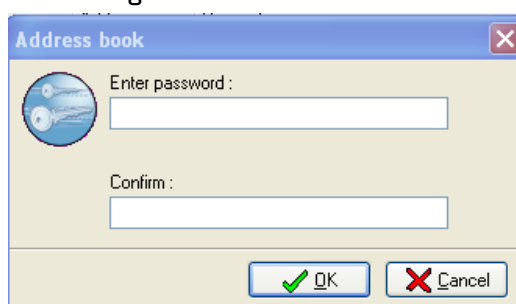 Address book
Enter password :
Confirm :
OK
Cancel